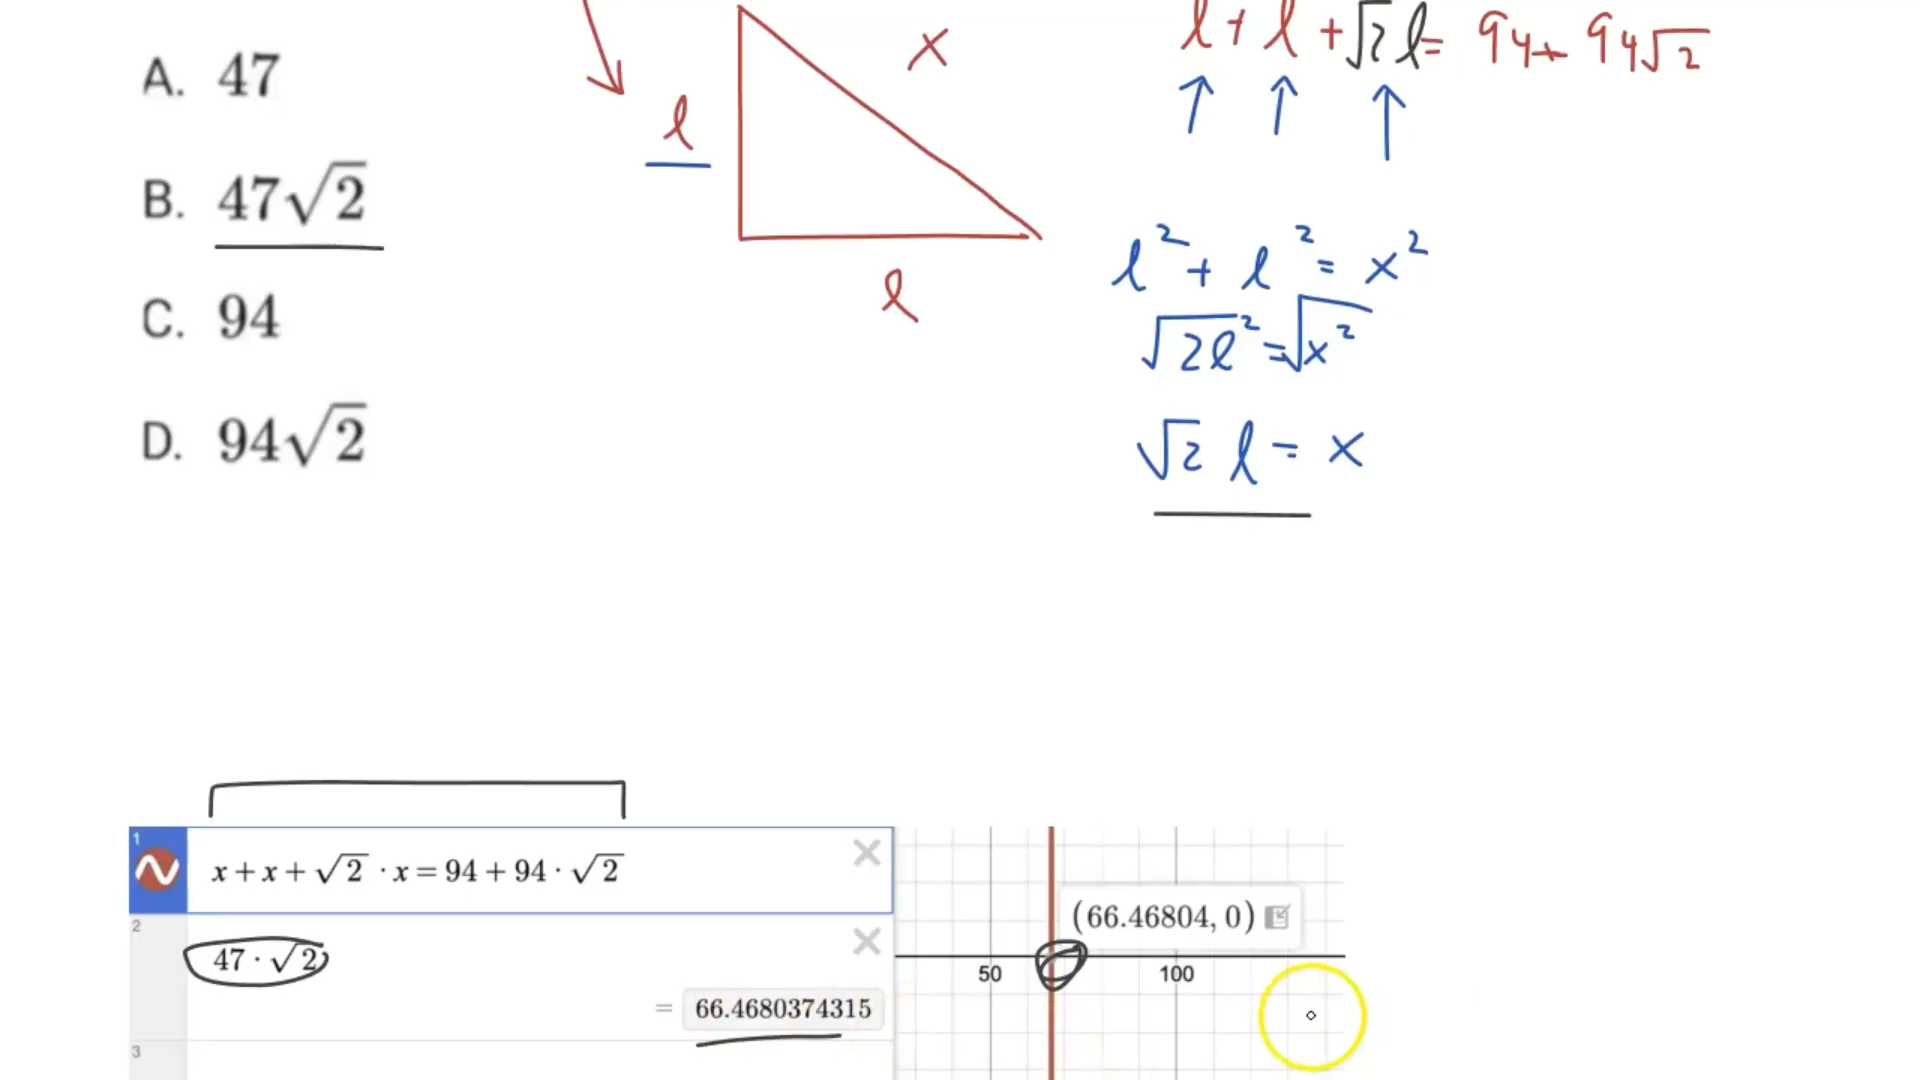 A. 47
B. 47√2
C. 94
D. 94√2
x
l
l
l + l + √2 l = 94 + 94√2
l² + l² = x²
√2l² = √x²
√2 l = x
1
x + x + √2 · x = 94 + 94 · √2
2
47 · √2
= 66.4680374315
3
(66.46804, 0)
50
100